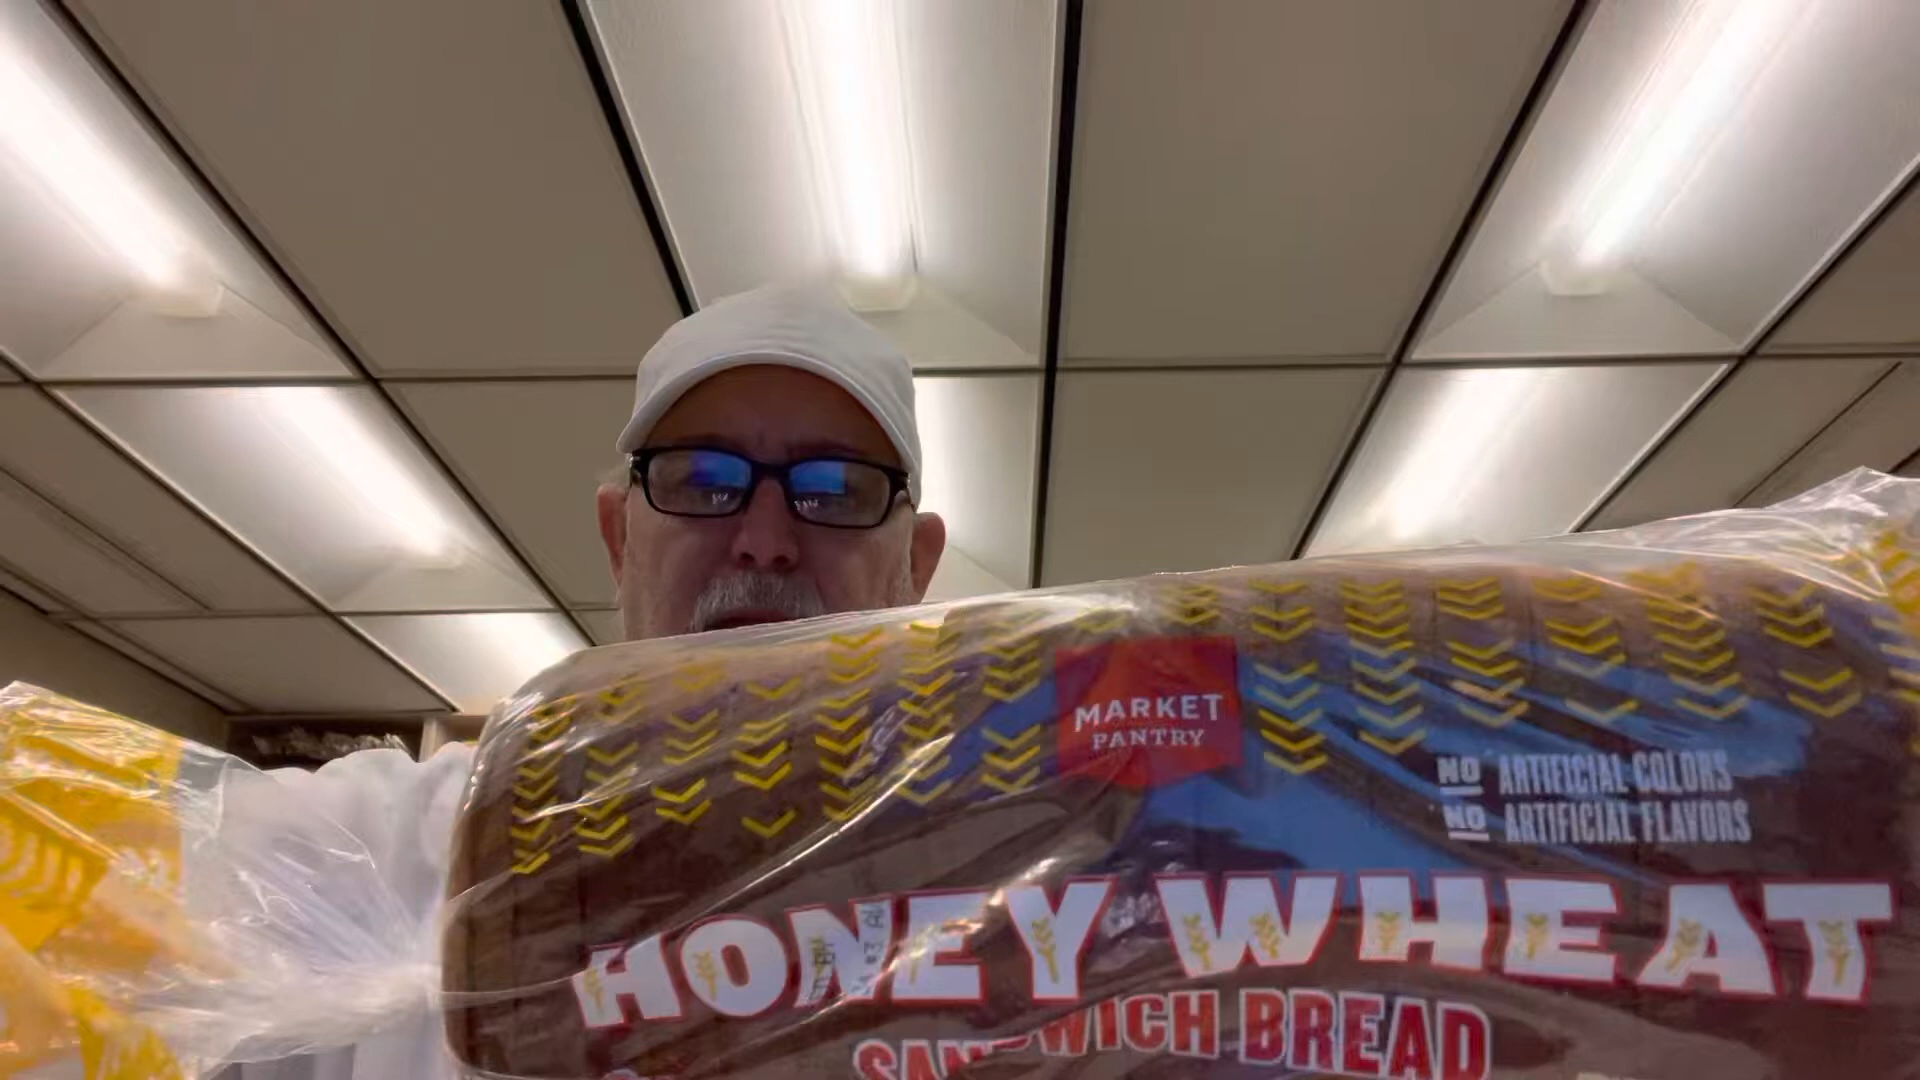 MARKET
PANTRY
NO ARTIFICIAL COLORS
NO ARTIFICIAL FLAVORS
HONEY WHEAT
SANDWICH BREAD